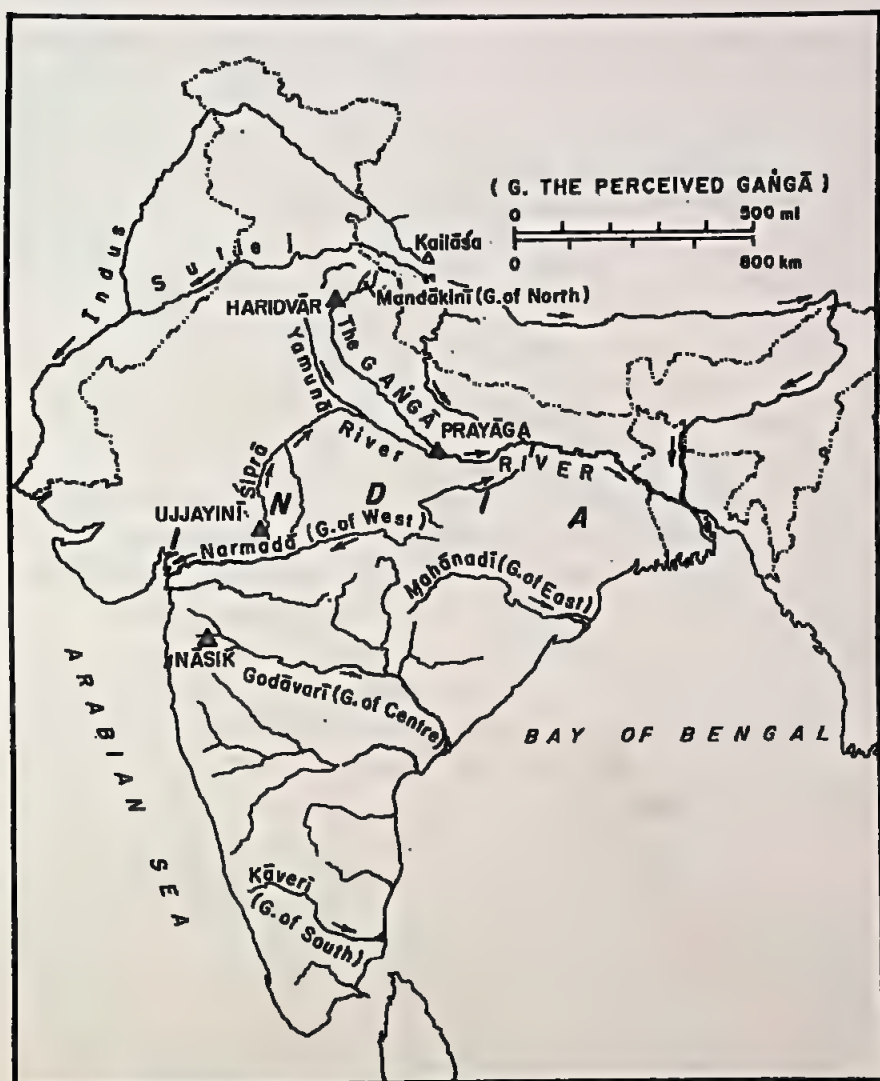 ( G. THE PERCEIVED GAṄGĀ )
0 500 mi
0 800 km
Kailāśa
Indus
Sutlej
HARIDVĀR
Mandākinī (G. of North)
The GAṄGĀ
Yamunā
River
PRAYĀGA
RIVER
Śiprā
I N D I A
UJJAYINĪ
Narmadā (G. of West)
Mahānadī (G. of East)
NĀSIK
Godāvarī (G. of Centre)
ARABIAN SEA
BAY OF BENGAL
Kāverī
(G. of South)